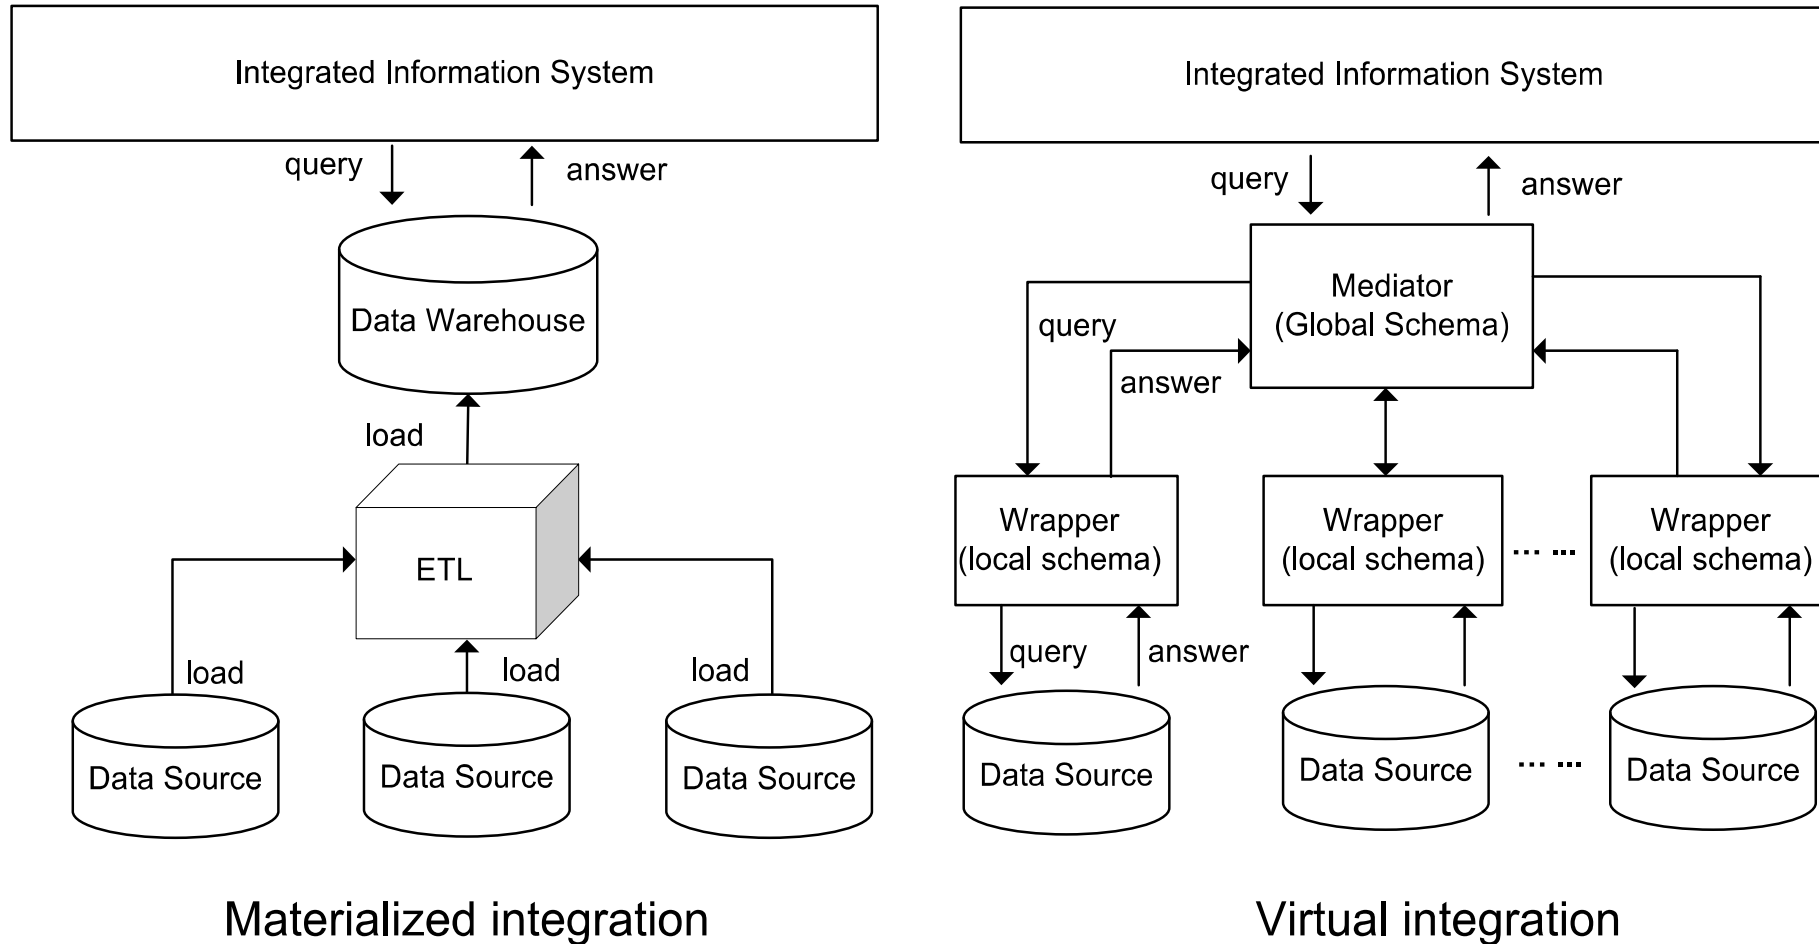 Integrated Information System
query
answer
Data Warehouse
load
ETL
load
load
load
Data Source
Data Source
Data Source
Materialized integration
Integrated Information System
query
answer
Mediator
(Global Schema)
query
answer
Wrapper
(local schema)
Wrapper
(local schema)
... ...
Wrapper
(local schema)
query
answer
Data Source
Data Source
... ...
Data Source
Virtual integration